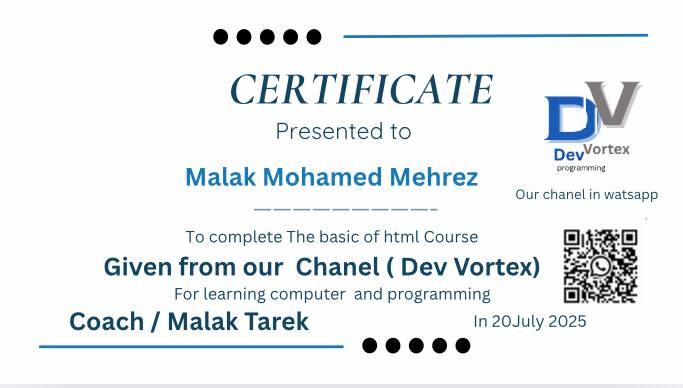 CERTIFICATE
Presented to
Malak Mohamed Mehrez
DV
Dev Vortex
programming
Our chanel in watsapp
To complete The basic of html Course
Given from our Chanel ( Dev Vortex)
For learning computer and programming
Coach / Malak Tarek
In 20July 2025